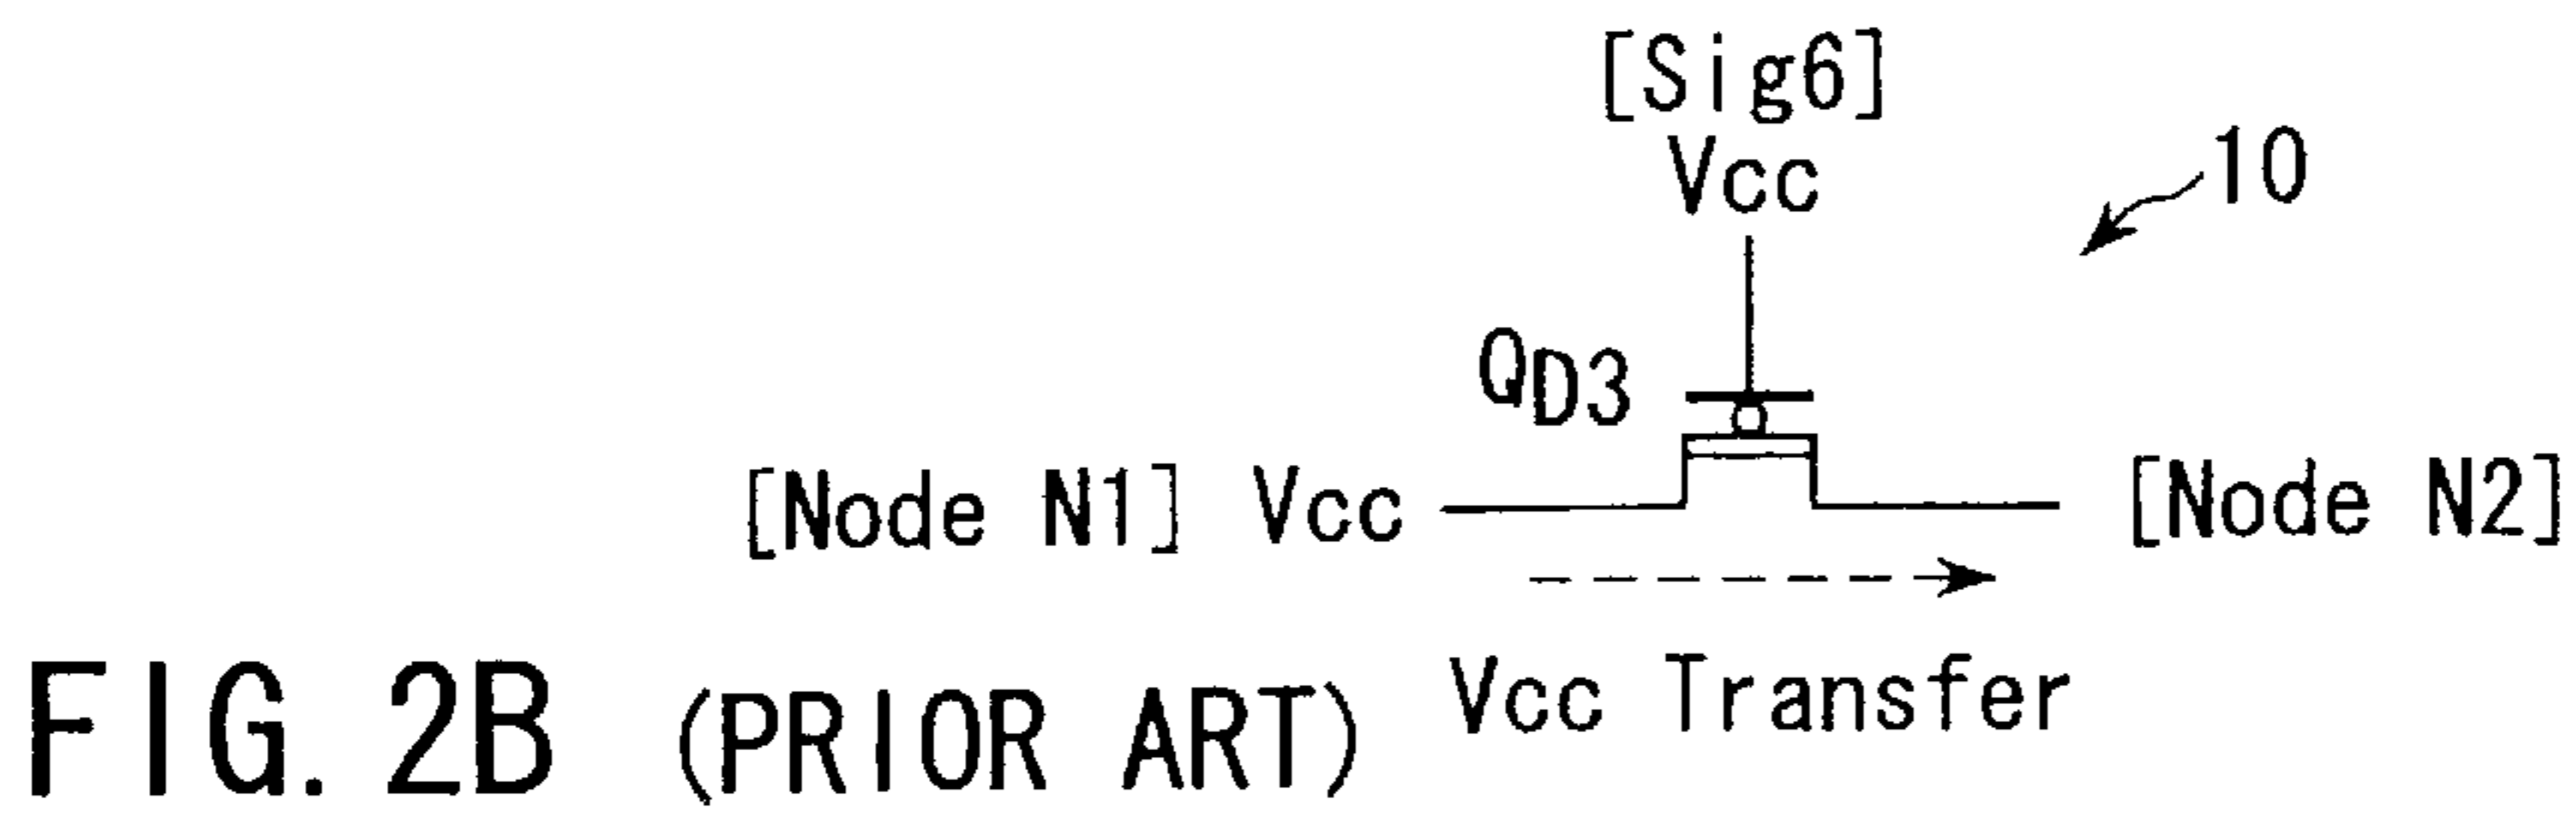 [Sig6]
Vcc
10
QD3
[Node N1] Vcc
[Node N2]
Vcc Transfer
FIG. 2B (PRIOR ART)